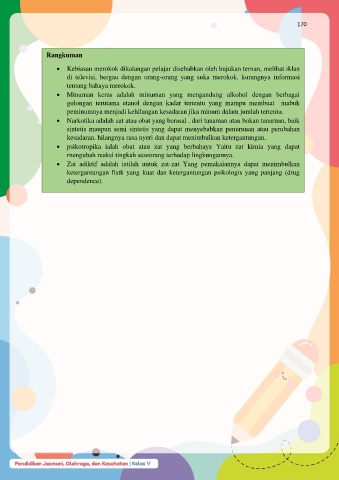 170
Rangkuman
• Kebiasan merokok dikalangan pelajar disebabkan oleh bujukan teman, melihat iklan
di televisi, bergau dengan orang-orang yang suka merokok. kurangnya informasi
tentang bahaya merokok.
• Minuman keras adalah minuman yang mengandung alkohol dengan berbagai
golongan terutama etanol dengan kadar tertentu yang mampu membuat mabuk
peminumnya menjadi kehilangan kesadaran jika minum dalam jumlah tertentu.
• Narkotika adalah zat atau obat yang berasal . dari tanaman atau bukan tanaman, baik
sintetis maupun semi sintetis yang dapat menyebabkan penurunan atau perubahan
kesadaran. hilangnya rasa nyeri dan dapat menimbulkan ketergantungan.
• psikotropika ialah obat atau zat yang berbahaya Yaitu zat kimia yang dapat
mengubah reaksi tingkah seseorang terhadap lingkungannya.
• Zat adiktif adalah istilah untuk zat-zat Yang pemakaiannya dapat menimbulkan
ketergantungan fisik yang kuat dan ketergantungan psikologis yang panjang (drug
dependence).
Pendidikan Jasmani, Olahraga, dan Kesehatan | Kelas V